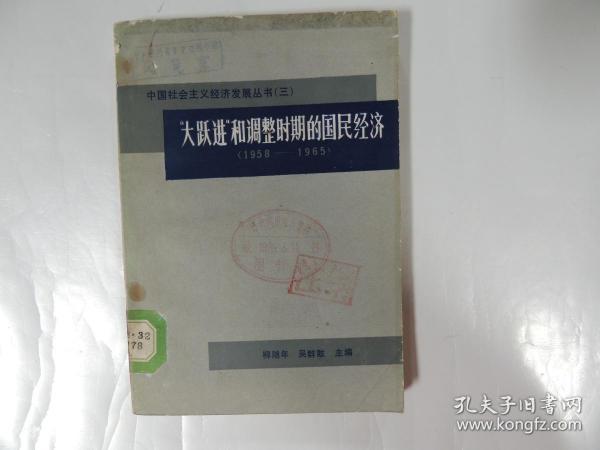 中国社会主义经济发展丛书(三)
“大跃进”和调整时期的国民经济
(1958——1965)
柳随年 吴群敢 主编
·32
178
孔夫子旧书网
www.kongfz.com